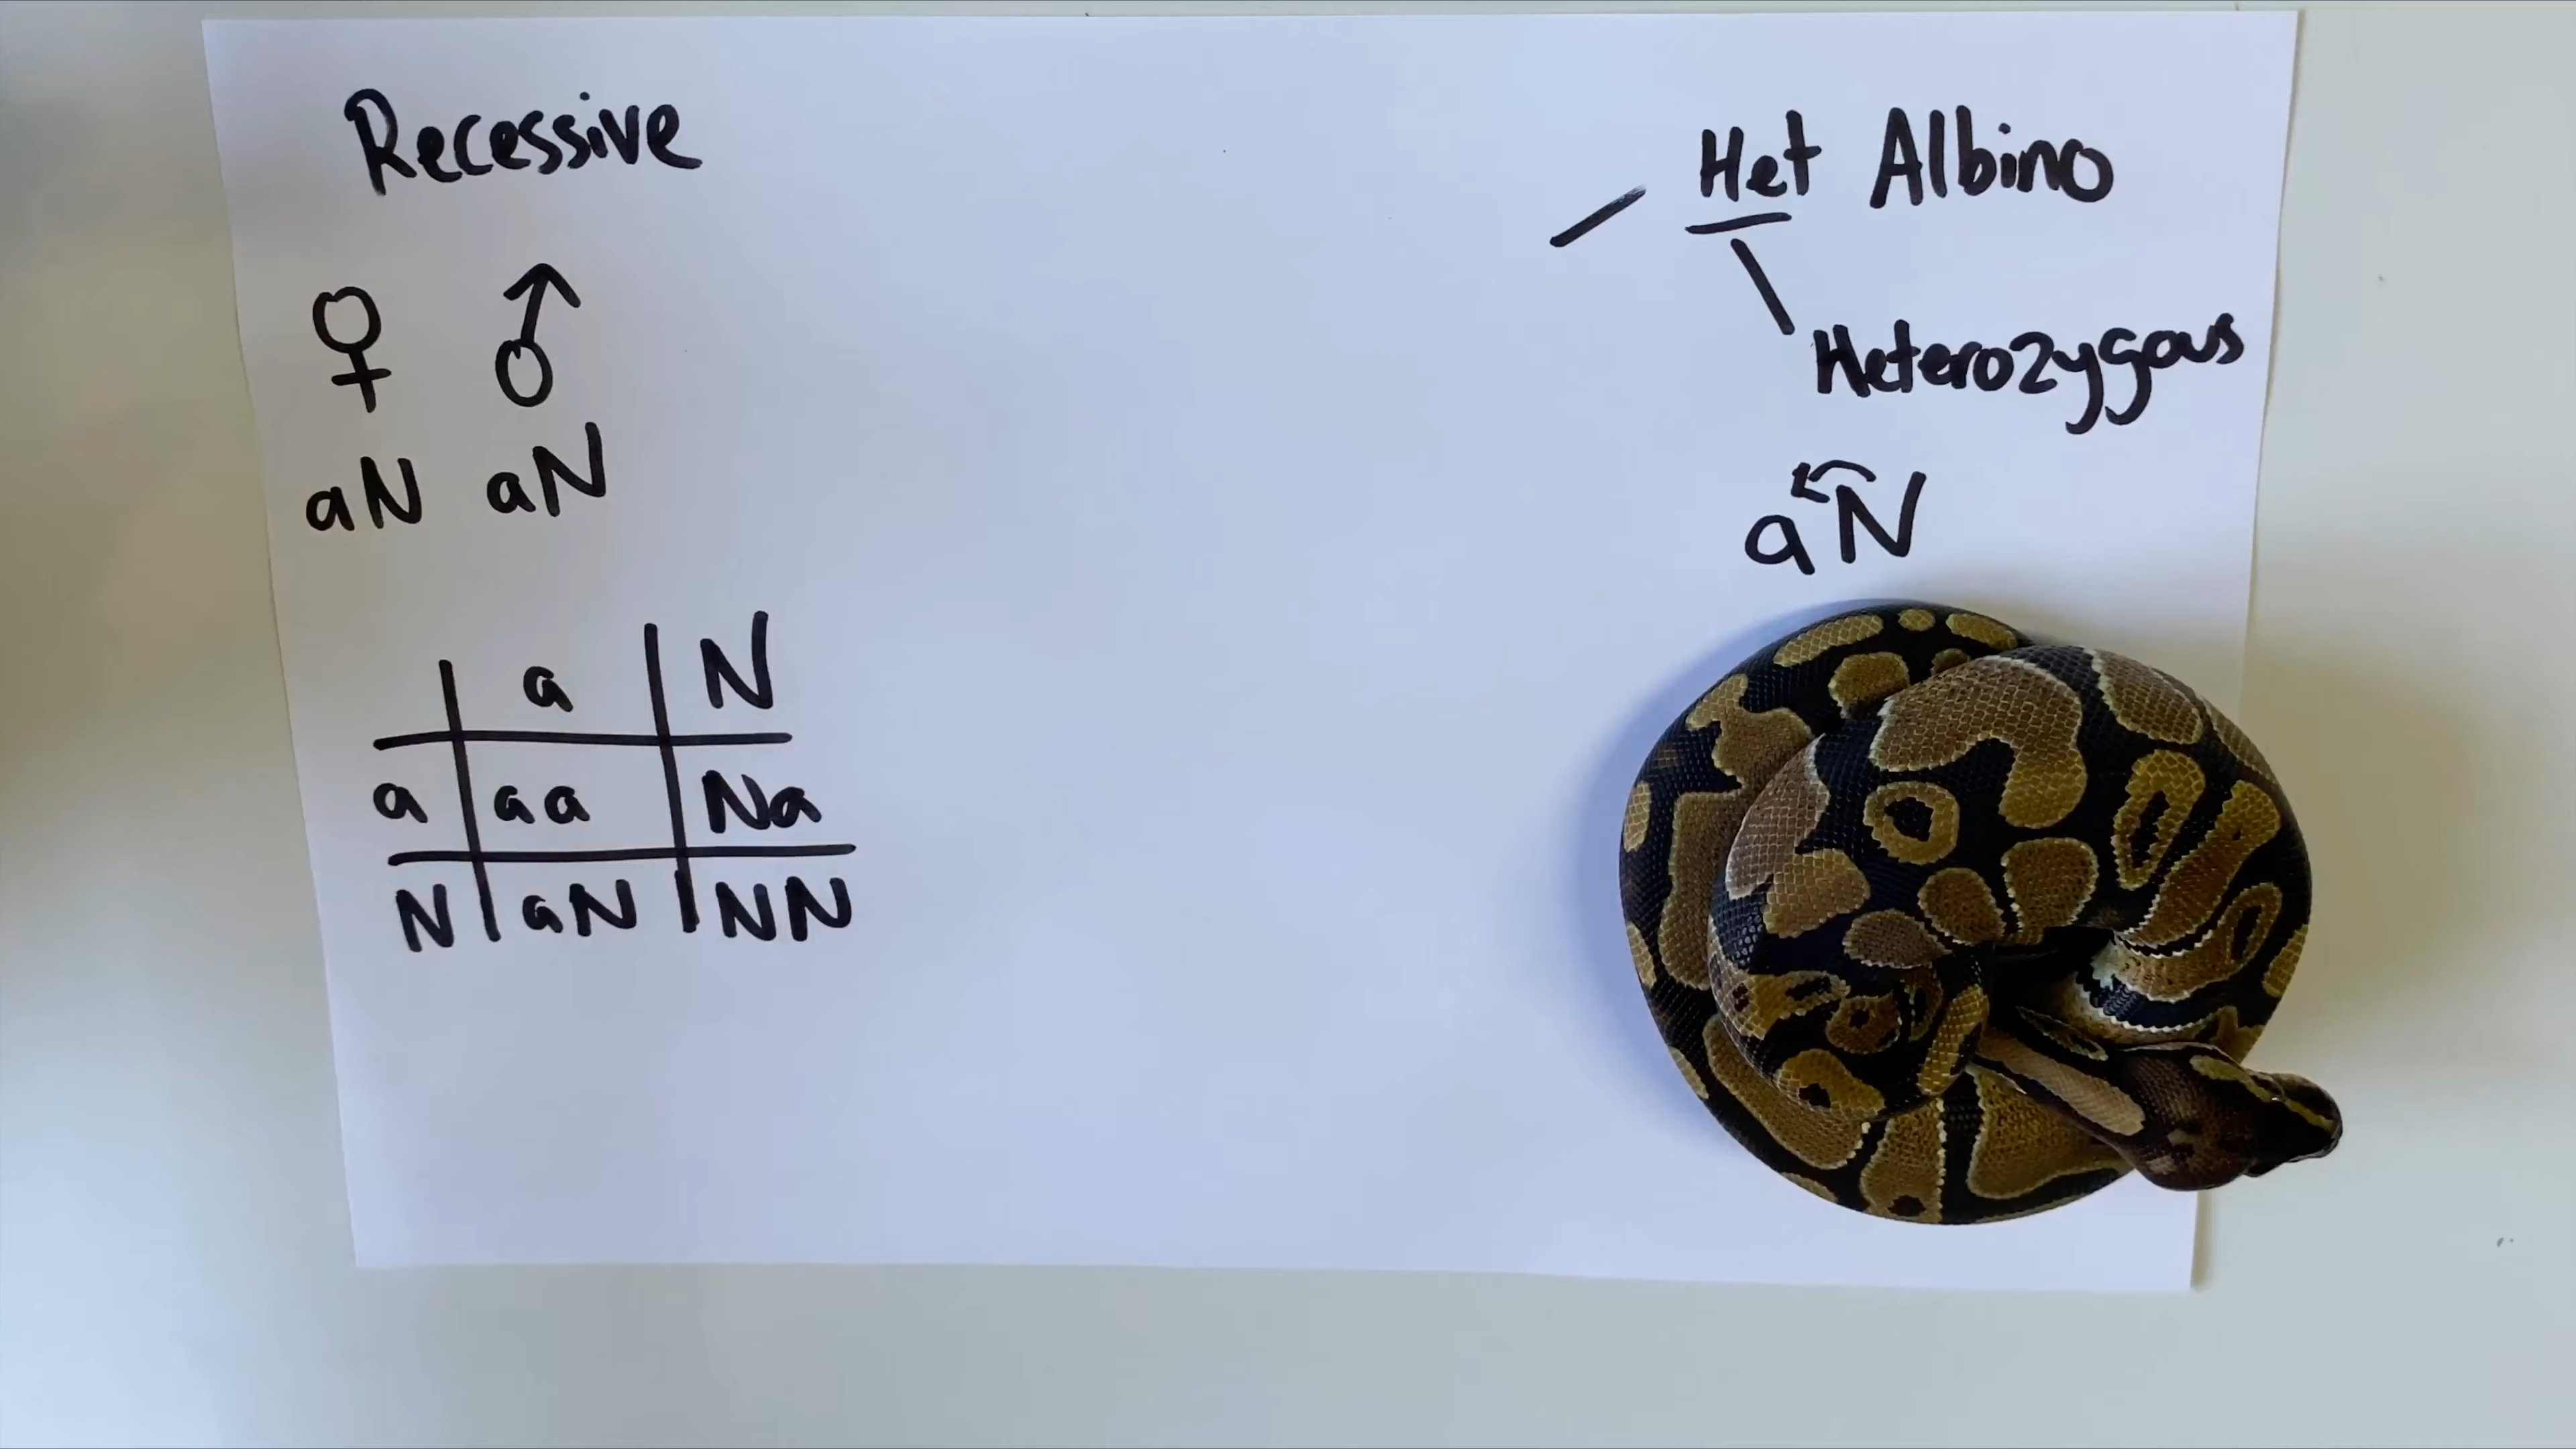 Recessive
♀ ♂
aN aN
a N
a aa Na
N aN NN
Het Albino
Heterozygous
aN